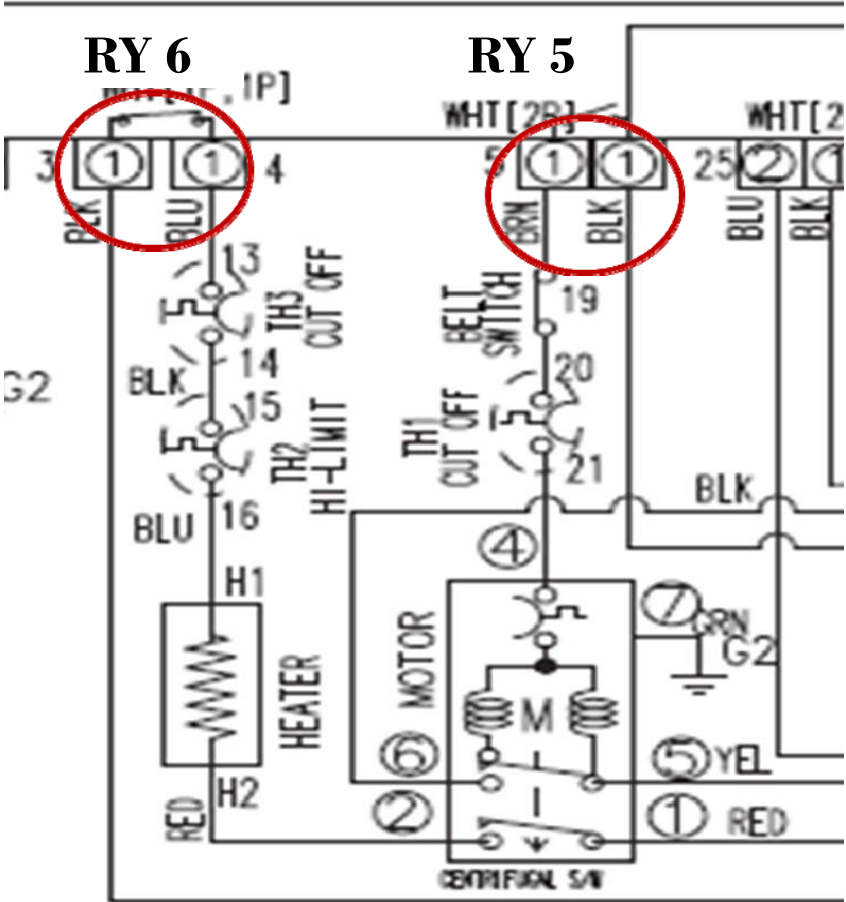 RY 6
RY 5
1P]
WHT[2P]
WHT[2
3
1
1
4
5
1
1
25
2
1
BLK
BLU
BRN
BLK
BLU
BLK
13
TH3
CUT OFF
BELT
SWITCH
19
G2
BLK
14
15
20
TH1
CUT OFF
21
TH2
HI-LIMIT
BLU
16
BLK
4
H1
7
GRN
G2
MOTOR
HEATER
M
6
5
YEL
H2
RED
2
1
RED
CENTRIFUGAL S/W